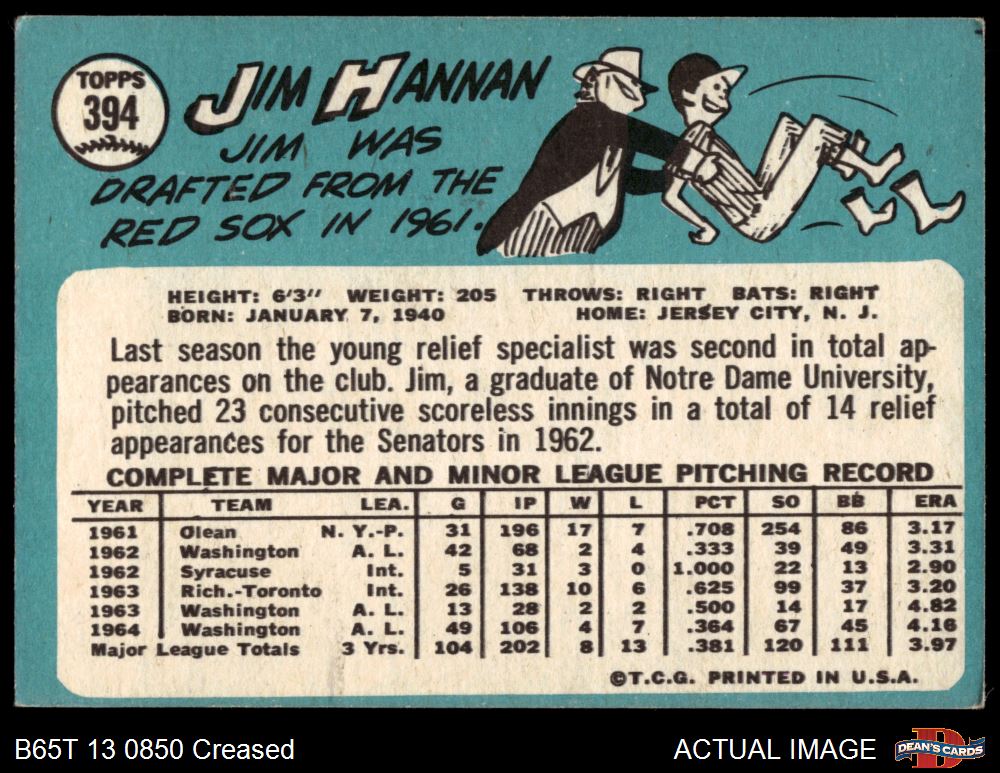 TOPPS
394
JIM HANNAN
JIM WAS
DRAFTED FROM THE
RED SOX IN 1961.
HEIGHT: 6'3" WEIGHT: 205 THROWS: RIGHT BATS: RIGHT
BORN: JANUARY 7, 1940 HOME: JERSEY CITY, N. J.
Last season the young relief specialist was second in total ap-
pearances on the club. Jim, a graduate of Notre Dame University,
pitched 23 consecutive scoreless innings in a total of 14 relief
appearances for the Senators in 1962.
COMPLETE MAJOR AND MINOR LEAGUE PITCHING RECORD
YEAR TEAM LEA. G IP W L PCT SO BB ERA
1961 Olean N. Y.-P. 31 196 17 7 .708 254 86 3.17
1962 Washington A. L. 42 68 2 4 .333 39 49 3.31
1962 Syracuse Int. 5 31 3 0 1.000 22 13 2.90
1963 Rich.-Toronto Int. 26 138 10 6 .625 99 37 3.20
1963 Washington A. L. 13 28 2 2 .500 14 17 4.82
1964 Washington A. L. 49 106 4 7 .364 67 45 4.16
Major League Totals 3 Yrs. 104 202 8 13 .381 120 111 3.97
©T.C.G. PRINTED IN U.S.A.
B65T 13 0850 Creased ACTUAL IMAGE
D
DEAN'S CARDS